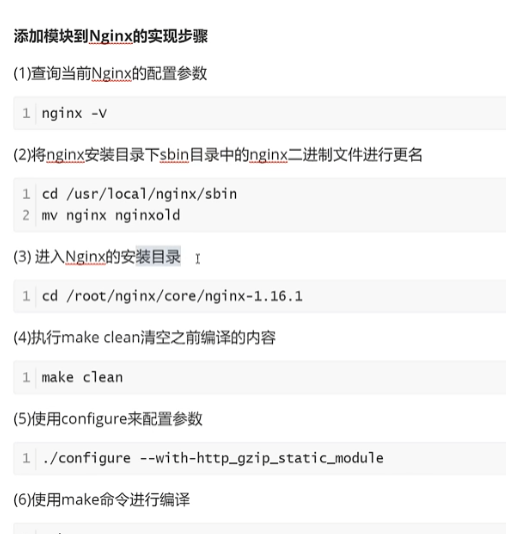 添加模块到Nginx的实现步骤
(1)查询当前Nginx的配置参数
1 nginx -V
(2)将nginx安装目录下sbin目录中的nginx二进制文件进行更名
1 cd /usr/local/nginx/sbin
2 mv nginx nginxold
(3) 进入Nginx的安装目录
1 cd /root/nginx/core/nginx-1.16.1
(4)执行make clean清空之前编译的内容
1 make clean
(5)使用configure来配置参数
1 ./configure --with-http_gzip_static_module
(6)使用make命令进行编译